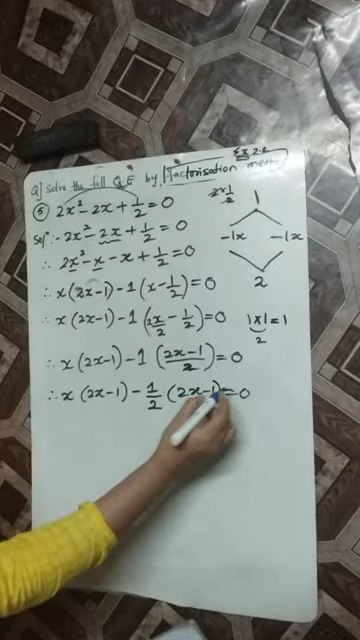 Ex 2.2
Q] Solve the foll Q.E by Factorisation method
⑤ 2x² - 2x + 1/2 = 0
2x1/2
1
Solⁿ:- 2x² - 2x + 1/2 = 0
-1x -1x
∴ 2x² - x - x + 1/2 = 0
2
∴ x(2x-1) - 1(x - 1/2) = 0
∴ x(2x-1) - 1(2x/2 - 1/2) = 0
1x1 = 1
2
∴ x(2x-1) - 1((2x-1)/2) = 0
∴ x(2x-1) - 1/2(2x-1) = 0